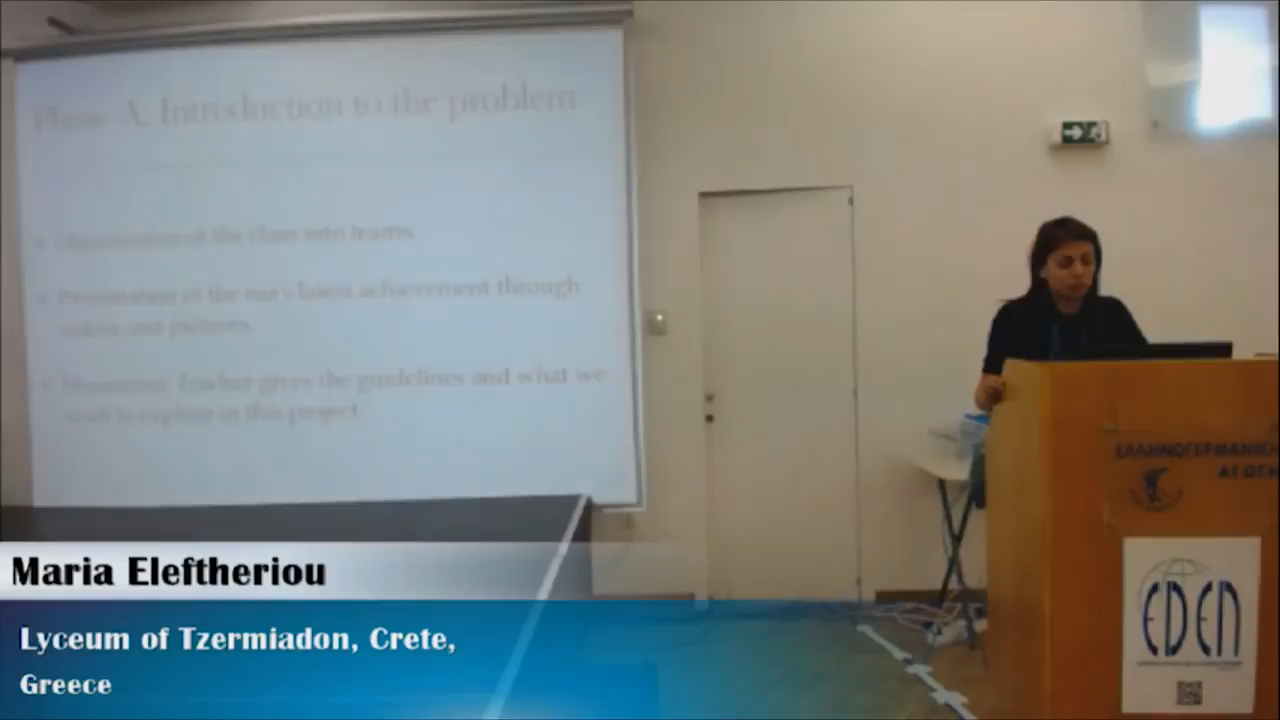 Phase A: Introduction to the problem
Organization of the class into teams.
Presentation of the latest achievement through
videos and pictures.
Teacher gives the guidelines and what we
want to explore in this project
ΕΛΛΗΝΟΓΕΡΜΑΝΙΚΗ
ΑΓΩΓΗ
EDEN
Maria Eleftheriou
Lyceum of Tzermiadon, Crete,
Greece